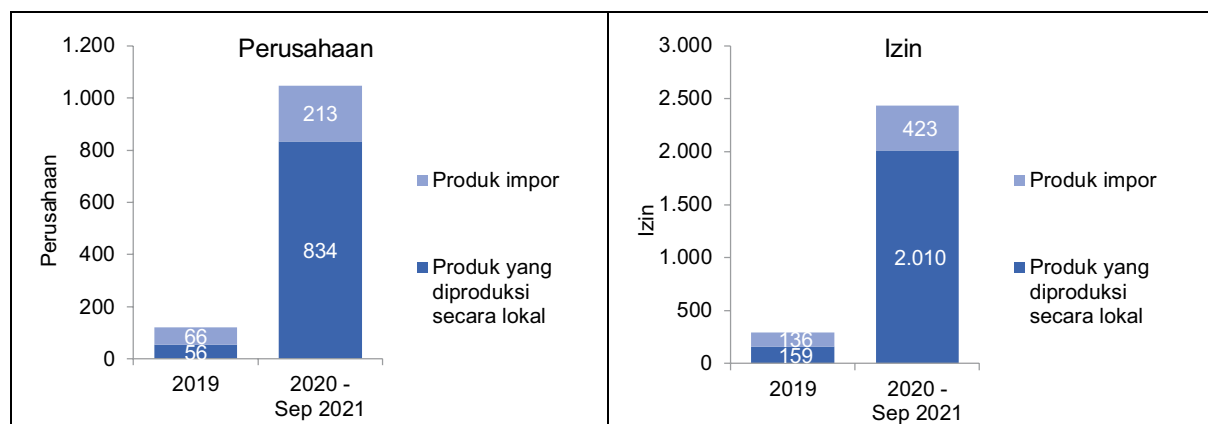 Perusahaan
1.200
1.000
800
600
400
200
0
Perusahaan
213
834
66
56
2019
2020 -
Sep 2021
Produk impor
Produk yang
diproduksi
secara lokal
Izin
3.000
2.500
2.000
1.500
1.000
500
0
Izin
423
2.010
136
159
2019
2020 -
Sep 2021
Produk impor
Produk yang
diproduksi
secara lokal